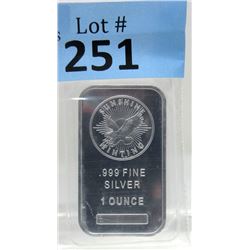 Lot #
251
SUNSHINE
MINTING
.999 FINE
SILVER
1 OUNCE